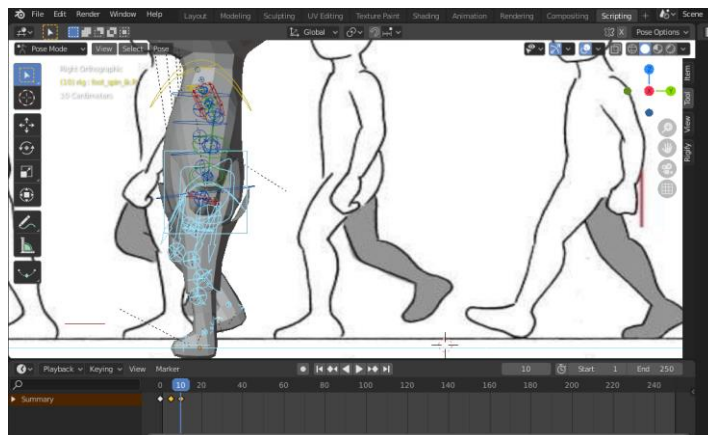 File Edit Render Window Help Layout Modeling Sculpting UV Editing Texture Paint Shading Animation Rendering Compositing Scripting + Scene
Global Pose Options
Pose Mode View Select Pose
Right Orthographic
10 Centimeters
Item
Tool
View
Rigify
Playback Keying View Marker 10 Start 1 End 250
0 10 20 40 60 80 100 120 140 160 180 200 220 240
Summary